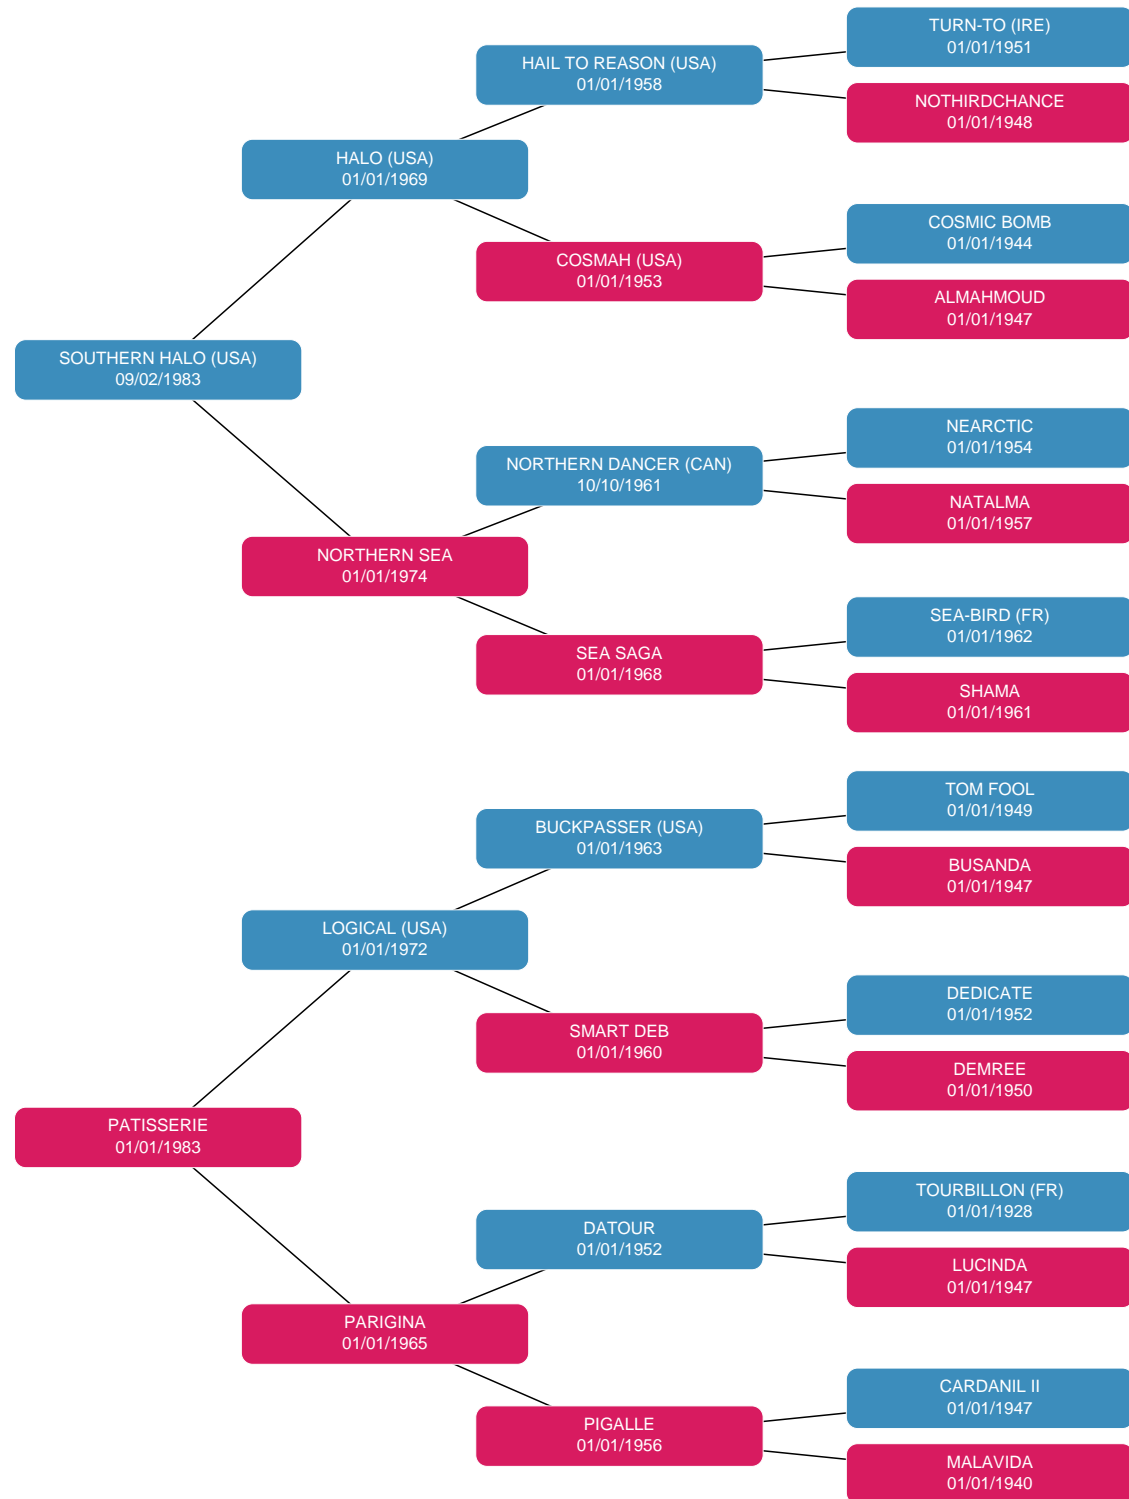 TURN-TO (IRE)
01/01/1951
HAIL TO REASON (USA)
01/01/1958
NOTHIRDCHANCE
01/01/1948
HALO (USA)
01/01/1969
COSMIC BOMB
01/01/1944
COSMAH (USA)
01/01/1953
ALMAHMOUD
01/01/1947
SOUTHERN HALO (USA)
09/02/1983
NEARCTIC
01/01/1954
NORTHERN DANCER (CAN)
10/10/1961
NATALMA
01/01/1957
NORTHERN SEA
01/01/1974
SEA-BIRD (FR)
01/01/1962
SEA SAGA
01/01/1968
SHAMA
01/01/1961
TOM FOOL
01/01/1949
BUCKPASSER (USA)
01/01/1963
BUSANDA
01/01/1947
LOGICAL (USA)
01/01/1972
DEDICATE
01/01/1952
SMART DEB
01/01/1960
DEMREE
01/01/1950
PATISSERIE
01/01/1983
TOURBILLON (FR)
01/01/1928
DATOUR
01/01/1952
LUCINDA
01/01/1947
PARIGINA
01/01/1965
CARDANIL II
01/01/1947
PIGALLE
01/01/1956
MALAVIDA
01/01/1940